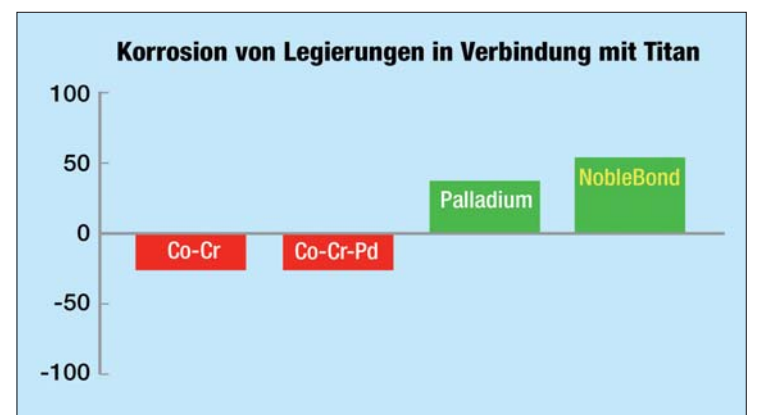 Korrosion von Legierungen in Verbindung mit Titan
100
50
Palladium
NobleBond
0
Co-Cr
Co-Cr-Pd
-50
-100